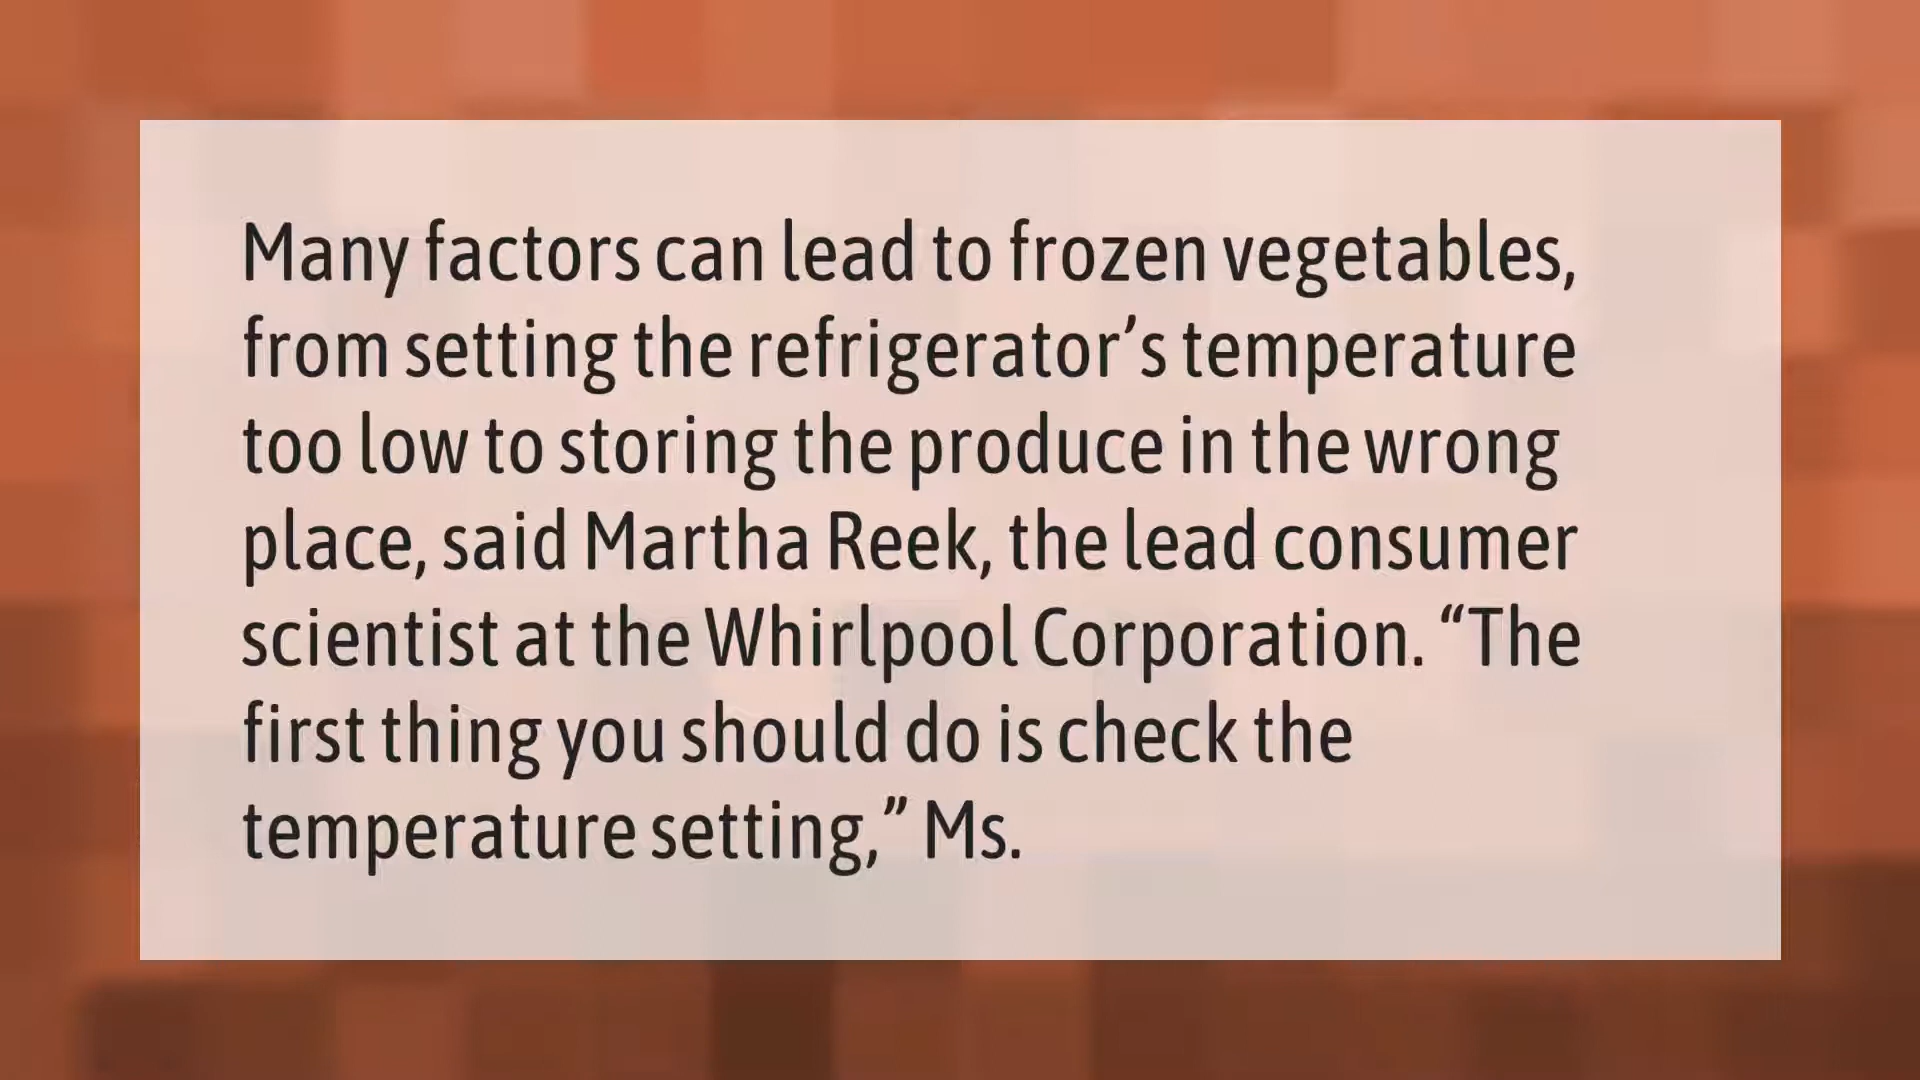 Many factors can lead to frozen vegetables,
from setting the refrigerator’s temperature
too low to storing the produce in the wrong
place, said Martha Reek, the lead consumer
scientist at the Whirlpool Corporation. “The
first thing you should do is check the
temperature setting,” Ms.